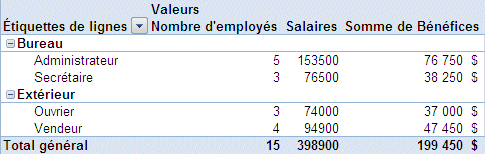 Valeurs
Étiquettes de lignes Nombre d'employés Salaires Somme de Bénéfices
Bureau
Administrateur 5 153500 76 750 $
Secrétaire 3 76500 38 250 $
Extérieur
Ouvrier 3 74000 37 000 $
Vendeur 4 94900 47 450 $
Total général 15 398900 199 450 $